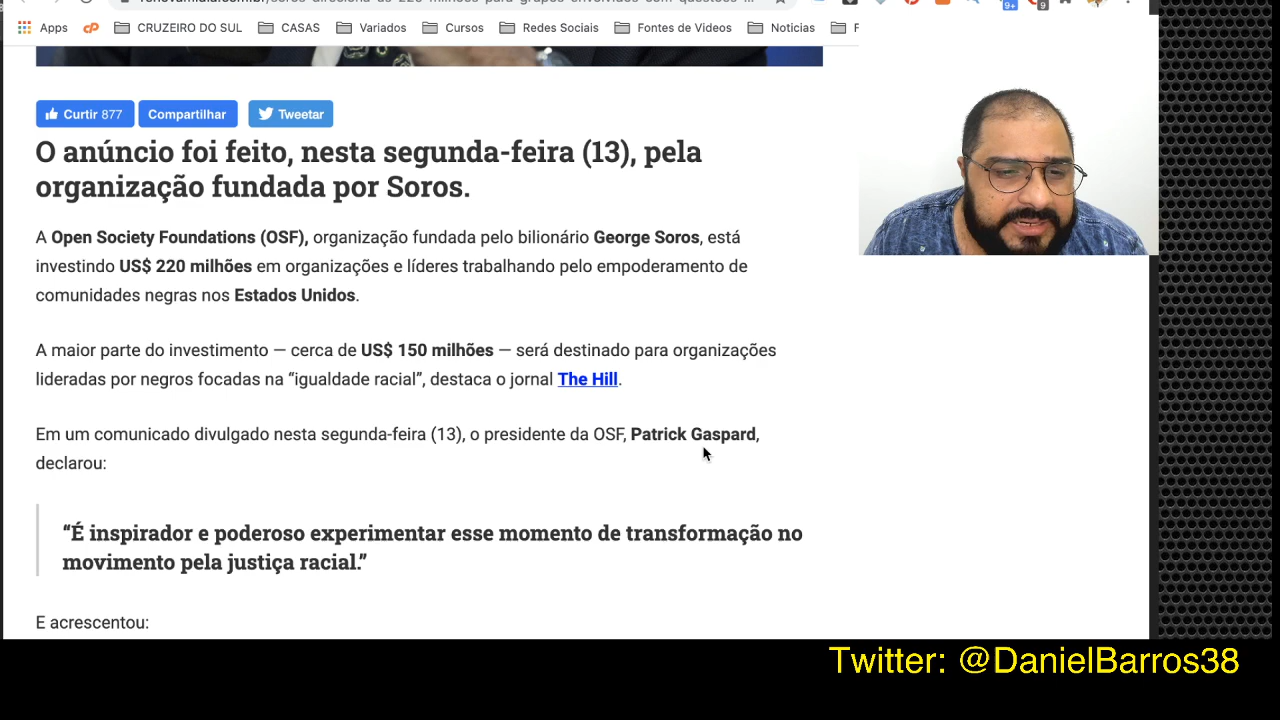 Apps CRUZEIRO DO SUL CASAS Variados Cursos Redes Sociais Fontes de Videos Noticias F
9+ 9
Curtir 877 Compartilhar Tweetar
O anúncio foi feito, nesta segunda-feira (13), pela
organização fundada por Soros.
A Open Society Foundations (OSF), organização fundada pelo bilionário George Soros, está
investindo US$ 220 milhões em organizações e líderes trabalhando pelo empoderamento de
comunidades negras nos Estados Unidos.
A maior parte do investimento — cerca de US$ 150 milhões — será destinado para organizações
lideradas por negros focadas na “igualdade racial”, destaca o jornal The Hill.
Em um comunicado divulgado nesta segunda-feira (13), o presidente da OSF, Patrick Gaspard,
declarou:
“É inspirador e poderoso experimentar esse momento de transformação no
movimento pela justiça racial.”
E acrescentou:
Twitter: @DanielBarros38